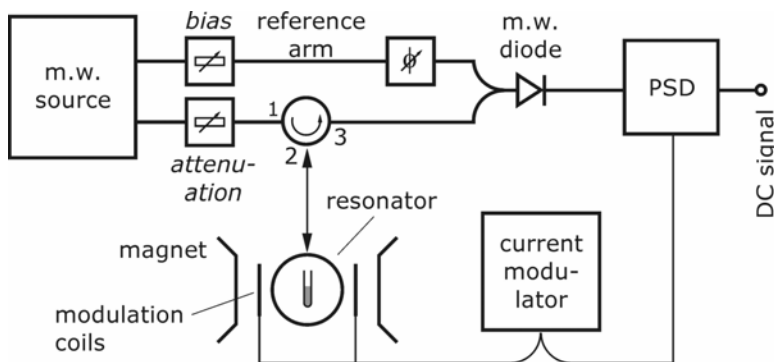 m.w.
source
bias
reference
arm
ϕ
m.w.
diode
PSD
DC signal
attenu-
ation
1
2
3
resonator
magnet
modulation
coils
current
modu-
lator